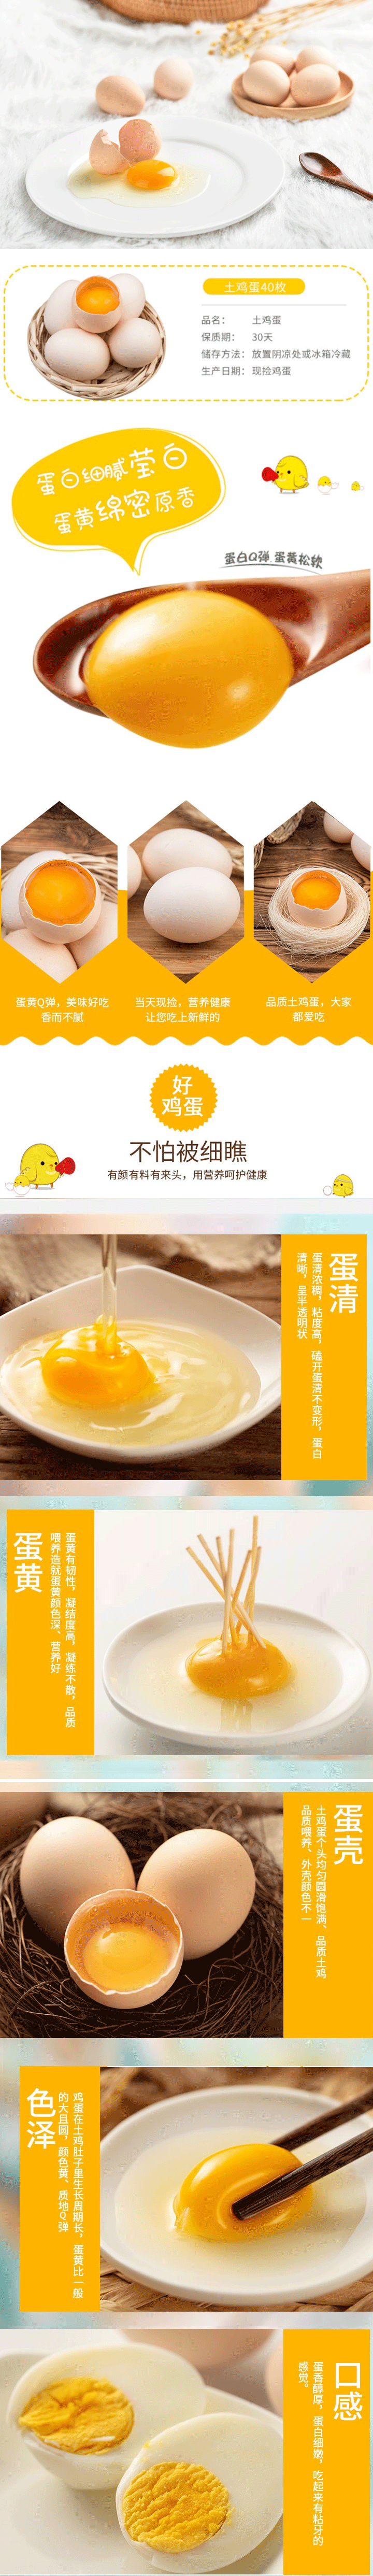 土鸡蛋40枚
品名： 土鸡蛋
保质期： 30天
储存方法： 放置阴凉处或冰箱冷藏
生产日期： 现捡鸡蛋
蛋白细腻莹白
蛋黄绵密原香
蛋白Q弹 蛋黄松软
蛋黄Q弹，美味好吃
香而不腻
当天现捡，营养健康
让您吃上新鲜的
品质土鸡蛋，大家
都爱吃
好
鸡蛋
不怕被细瞧
有颜有料有来头，用营养呵护健康
蛋清
蛋清浓稠，粘度高，磕开蛋清不变形，蛋白
清晰，呈半透明状
蛋黄
蛋黄有韧性，凝结度高，凝练不散，品质
喂养造就蛋黄颜色深、营养好
蛋壳
土鸡蛋个头均匀圆滑饱满、品质土鸡
品质喂养、外壳颜色不一
色泽
鸡蛋在土鸡肚子里生长周期长，蛋黄比一般
的大且圆，颜色黄、质地Q弹
口感
蛋香醇厚，蛋白细嫩，吃起来有粘牙的
感觉。